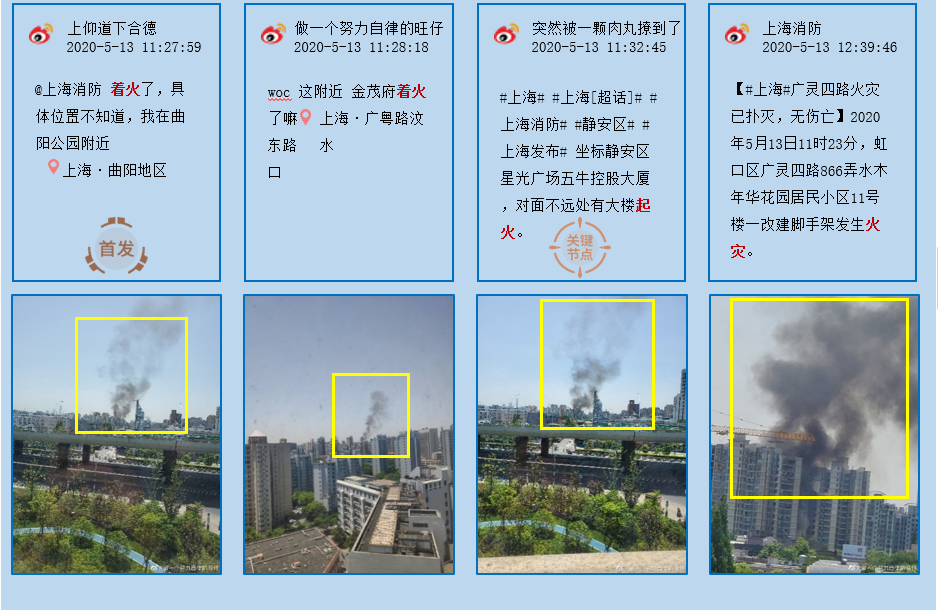 上仰道下合德
2020-5-13 11:27:59
@上海消防 着火了，具
体位置不知道，我在曲
阳公园附近
上海·曲阳地区
首发
做一个努力自律的旺仔
2020-5-13 11:28:18
woc 这附近 金茂府着火
了嘛 上海·广粤路汶
东路 水
口
突然被一颗肉丸撩到了
2020-5-13 11:32:45
#上海# #上海[超话]# #
上海消防# #静安区# #
上海发布# 坐标静安区
星光广场五牛控股大厦
，对面不远处有大楼起
火。
关键
节点
上海消防
2020-5-13 12:39:46
【#上海#广灵四路火灾
已扑灭，无伤亡】2020
年5月13日11时23分，虹
口区广灵四路866弄水木
年华花园居民小区11号
楼一改建脚手架发生火
灾。